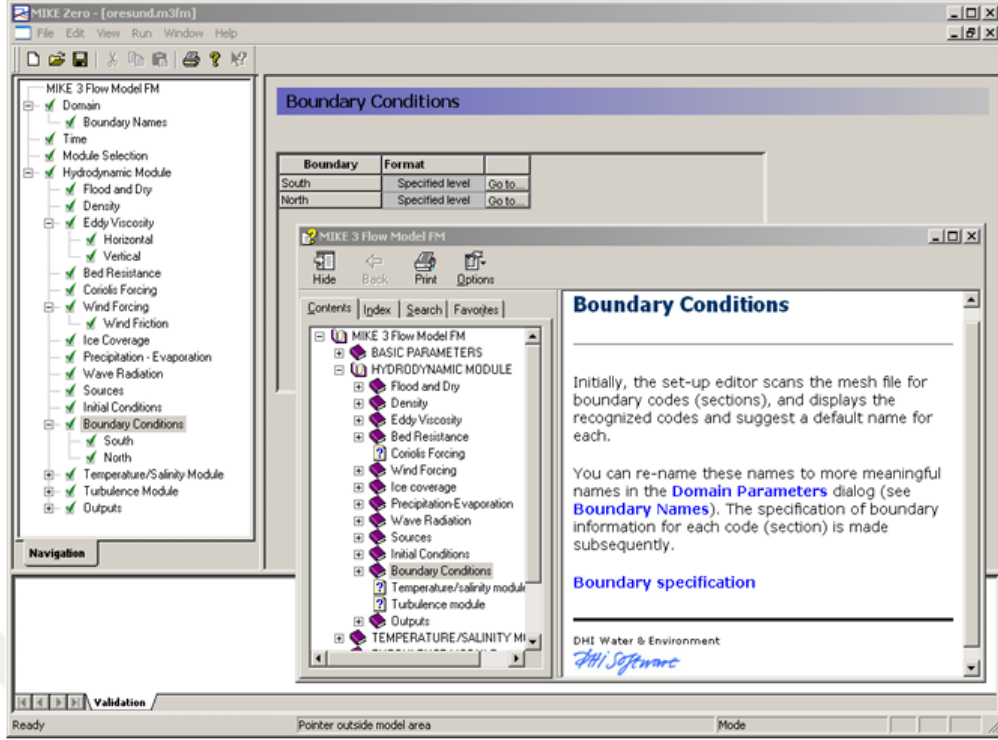 MIKE Zero - [oresund.m3fm]
File Edit View Run Window Help
MIKE 3 Flow Model FM
Domain
Boundary Names
Time
Module Selection
Hydrodynamic Module
Flood and Dry
Density
Eddy Viscosity
Horizontal
Vertical
Bed Resistance
Coriolis Forcing
Wind Forcing
Wind Friction
Ice Coverage
Precipitation - Evaporation
Wave Radiation
Sources
Initial Conditions
Boundary Conditions
South
North
Temperature/Salinity Module
Turbulence Module
Outputs
Navigation
Boundary Conditions
Boundary Format
South Specified level Go to...
North Specified level Go to...
MIKE 3 Flow Model FM
Hide Back Print Options
Contents Index Search Favorites
MIKE 3 Flow Model FM
BASIC PARAMETERS
HYDRODYNAMIC MODULE
Flood and Dry
Density
Eddy Viscosity
Bed Resistance
Coriolis Forcing
Wind Forcing
Ice coverage
Precipitation-Evaporation
Wave Radiation
Sources
Initial Conditions
Boundary Conditions
Temperature/salinity module
Turbulence module
Outputs
TEMPERATURE/SALINITY M
Boundary Conditions
Initially, the set-up editor scans the mesh file for
boundary codes (sections), and displays the
recognized codes and suggest a default name for
each.
You can re-name these names to more meaningful
names in the Domain Parameters dialog (see
Boundary Names). The specification of boundary
information for each code (section) is made
subsequently.
Boundary specification
DHI Water & Environment
DHI Software
Validation
Ready Pointer outside model area Mode